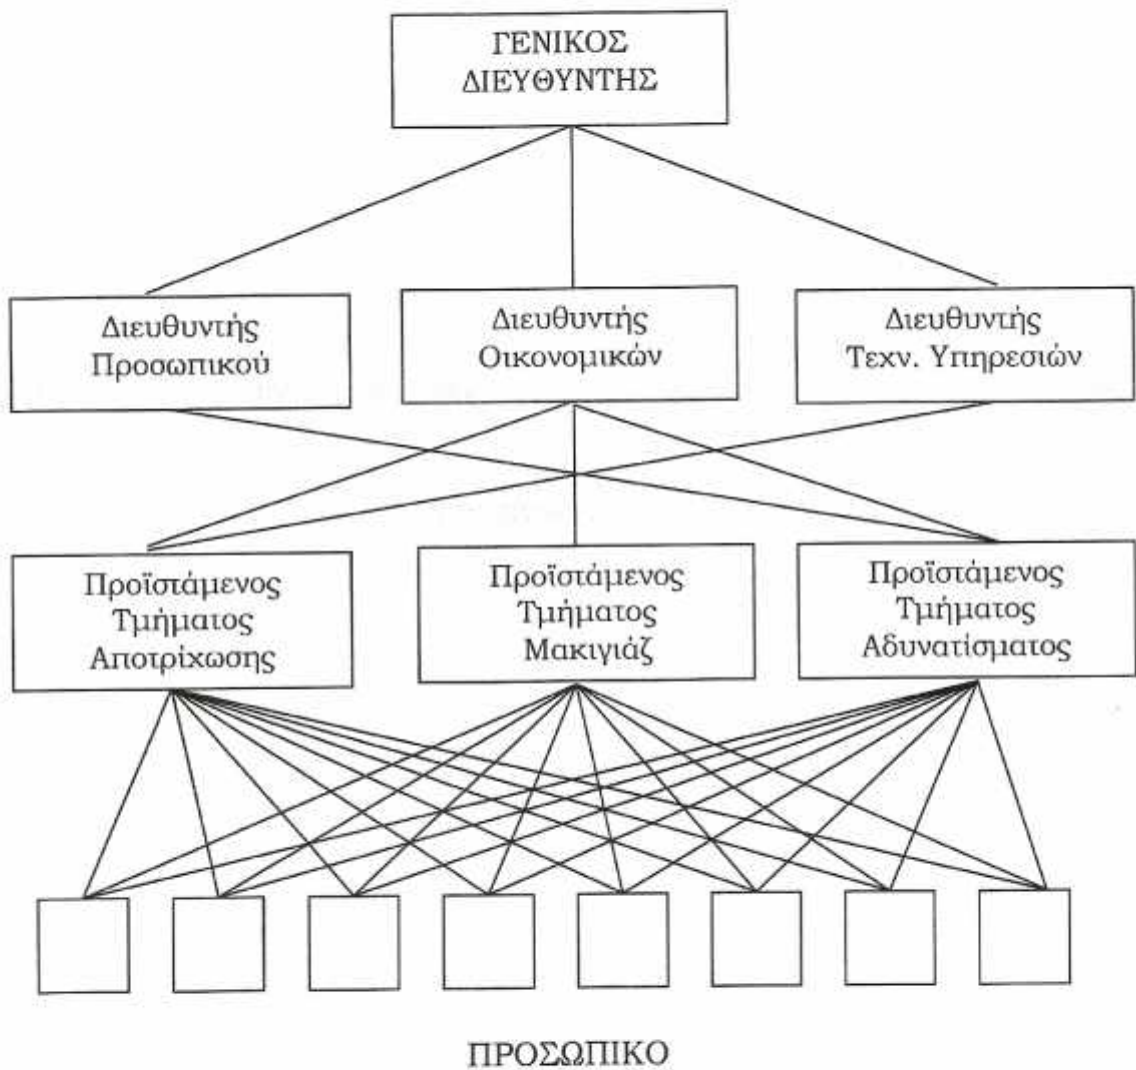 ΓΕΝΙΚΟΣ
ΔΙΕΥΘΥΝΤΗΣ
Διευθυντής
Προσωπικού
Διευθυντής
Οικονομικών
Διευθυντής
Τεχν. Υπηρεσιών
Προϊστάμενος
Τμήματος
Αποτρίχωσης
Προϊστάμενος
Τμήματος
Μακιγιάζ
Προϊστάμενος
Τμήματος
Αδυνατίσματος
ΠΡΟΣΩΠΙΚΟ